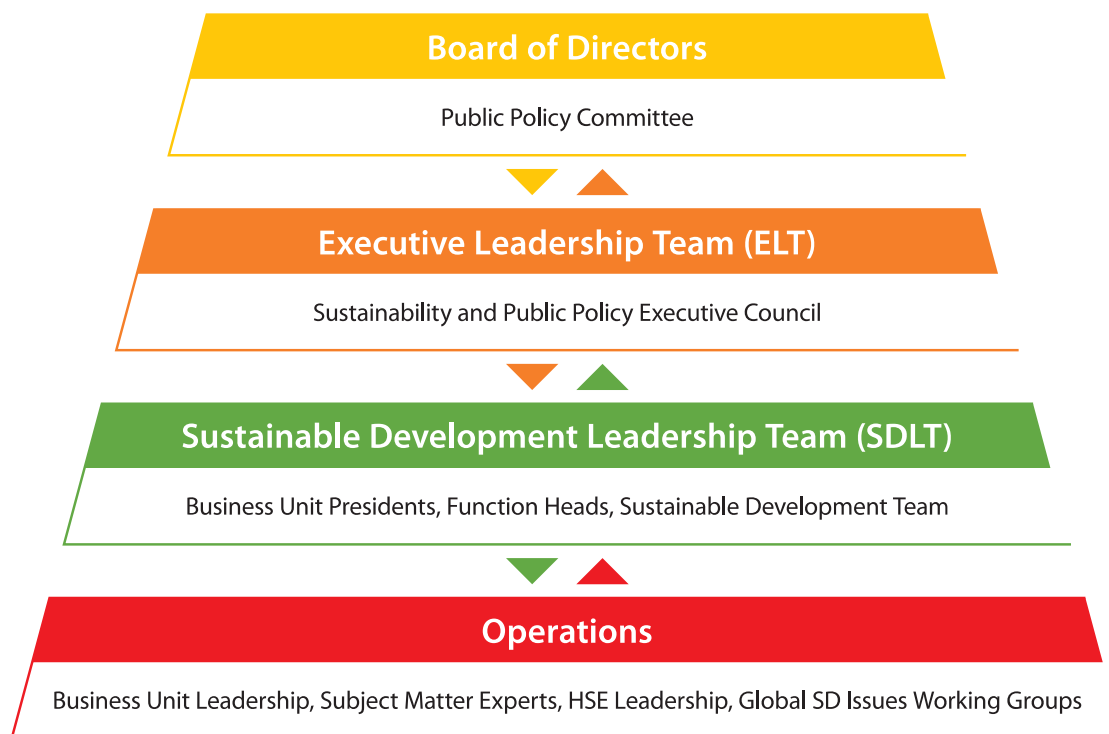 Board of Directors
Public Policy Committee
Executive Leadership Team (ELT)
Sustainability and Public Policy Executive Council
Sustainable Development Leadership Team (SDLT)
Business Unit Presidents, Function Heads, Sustainable Development Team
Operations
Business Unit Leadership, Subject Matter Experts, HSE Leadership, Global SD Issues Working Groups